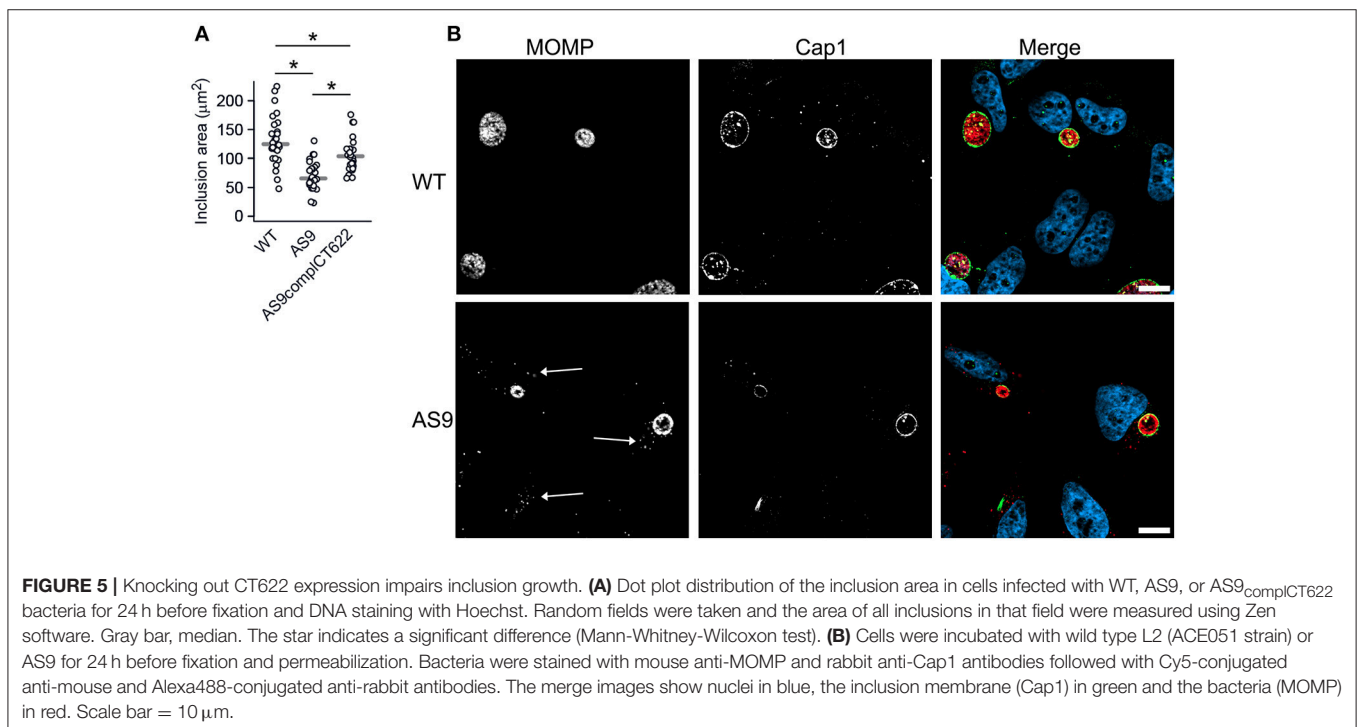 A
B
MOMP
Cap1
Merge
* 
* *
Inclusion area (μm²)
200
150
100
50
0
WT
AS9
AS9complCT622
WT
AS9
FIGURE 5 | Knocking out CT622 expression impairs inclusion growth. (A) Dot plot distribution of the inclusion area in cells infected with WT, AS9, or AS9complCT622
bacteria for 24 h before fixation and DNA staining with Hoechst. Random fields were taken and the area of all inclusions in that field were measured using Zen
software. Gray bar, median. The star indicates a significant difference (Mann-Whitney-Wilcoxon test). (B) Cells were incubated with wild type L2 (ACE051 strain) or
AS9 for 24 h before fixation and permeabilization. Bacteria were stained with mouse anti-MOMP and rabbit anti-Cap1 antibodies followed with Cy5-conjugated
anti-mouse and Alexa488-conjugated anti-rabbit antibodies. The merge images show nuclei in blue, the inclusion membrane (Cap1) in green and the bacteria (MOMP)
in red. Scale bar = 10 μm.